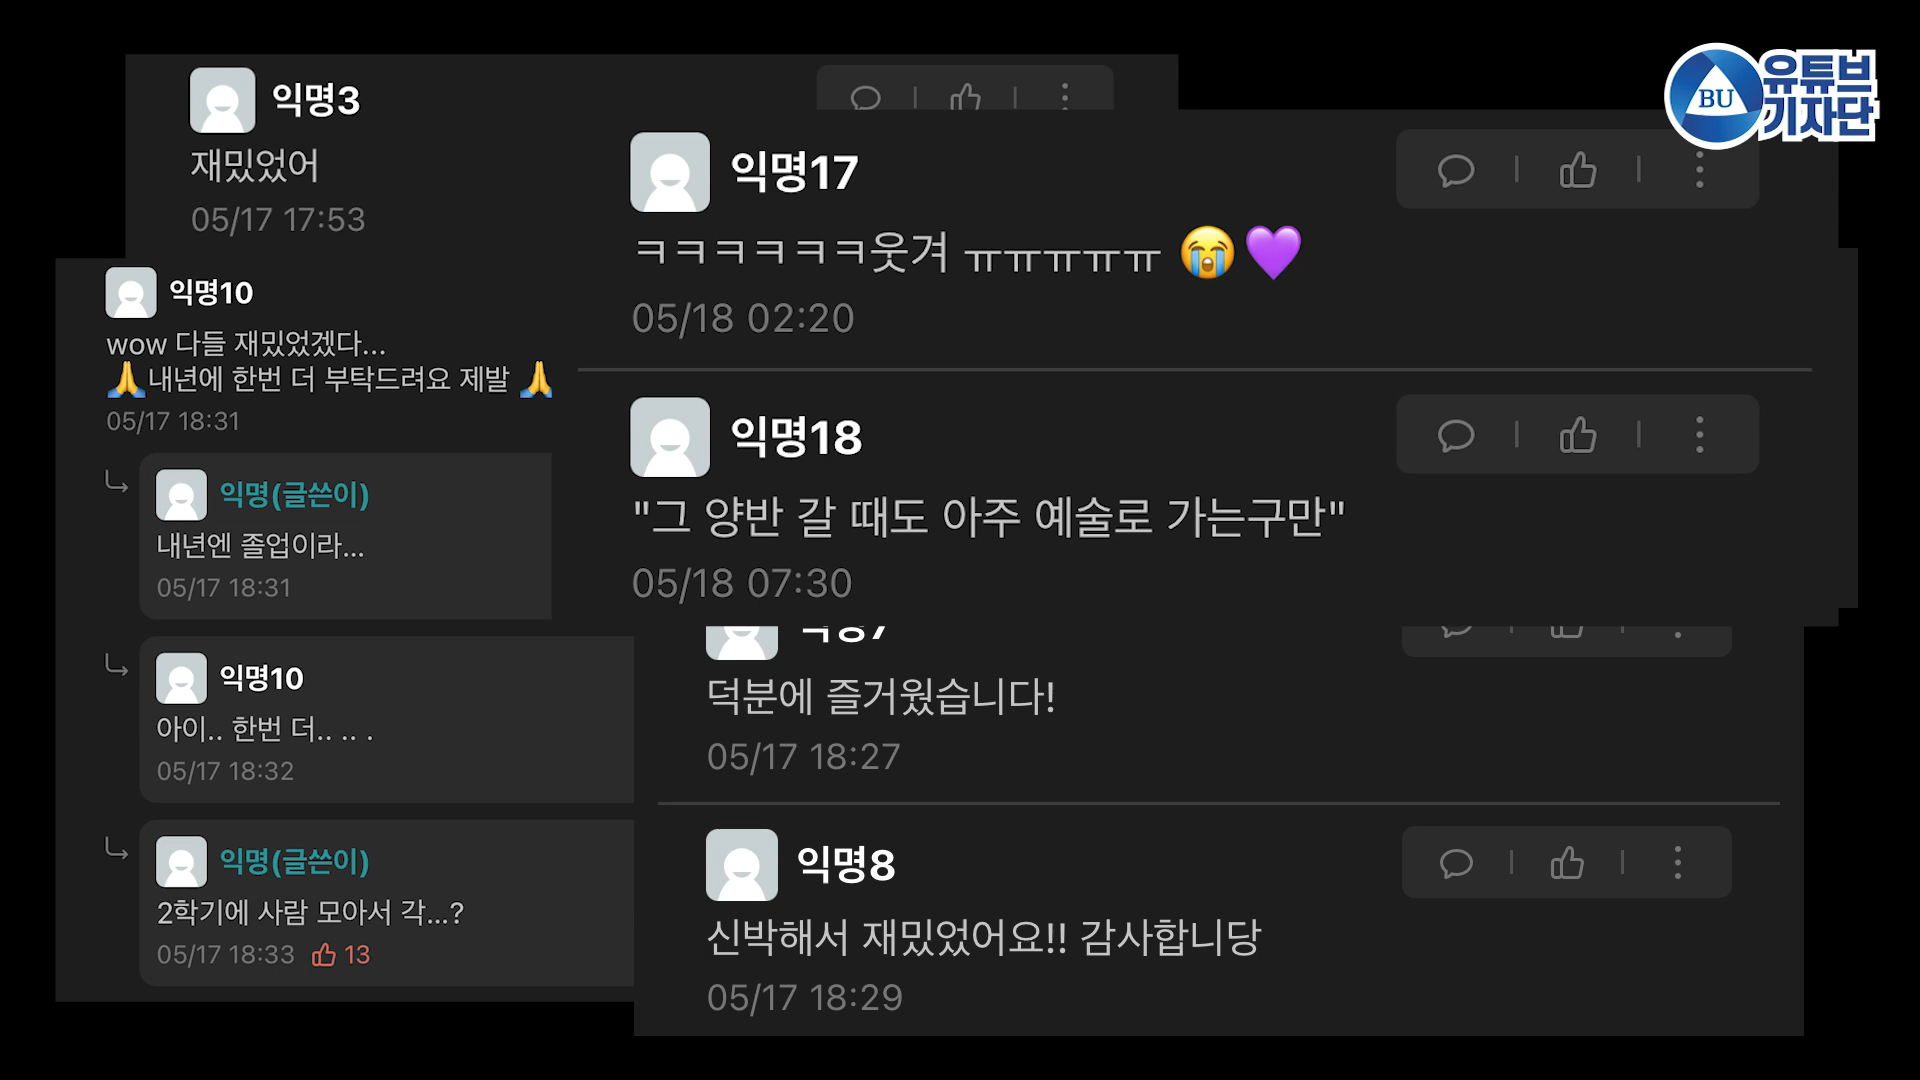 익명3
재밌었어
05/17 17:53
익명10
wow 다들 재밌었겠다...
🙏내년에 한번 더 부탁드려요 제발 🙏
05/17 18:31
익명(글쓴이)
내년엔 졸업이라...
05/17 18:31
익명10
아이.. 한번 더.. .. .
05/17 18:32
익명(글쓴이)
2학기에 사람 모아서 각...?
05/17 18:33 13
익명17
ㅋㅋㅋㅋㅋㅋ웃겨 ㅠㅠㅠㅠㅠ 😭💜
05/18 02:20
익명18
"그 양반 갈 때도 아주 예술로 가는구만"
05/18 07:30
익명7
덕분에 즐거웠습니다!
05/17 18:27
익명8
신박해서 재밌었어요!! 감사합니당
05/17 18:29
BU
유튜브
기자단